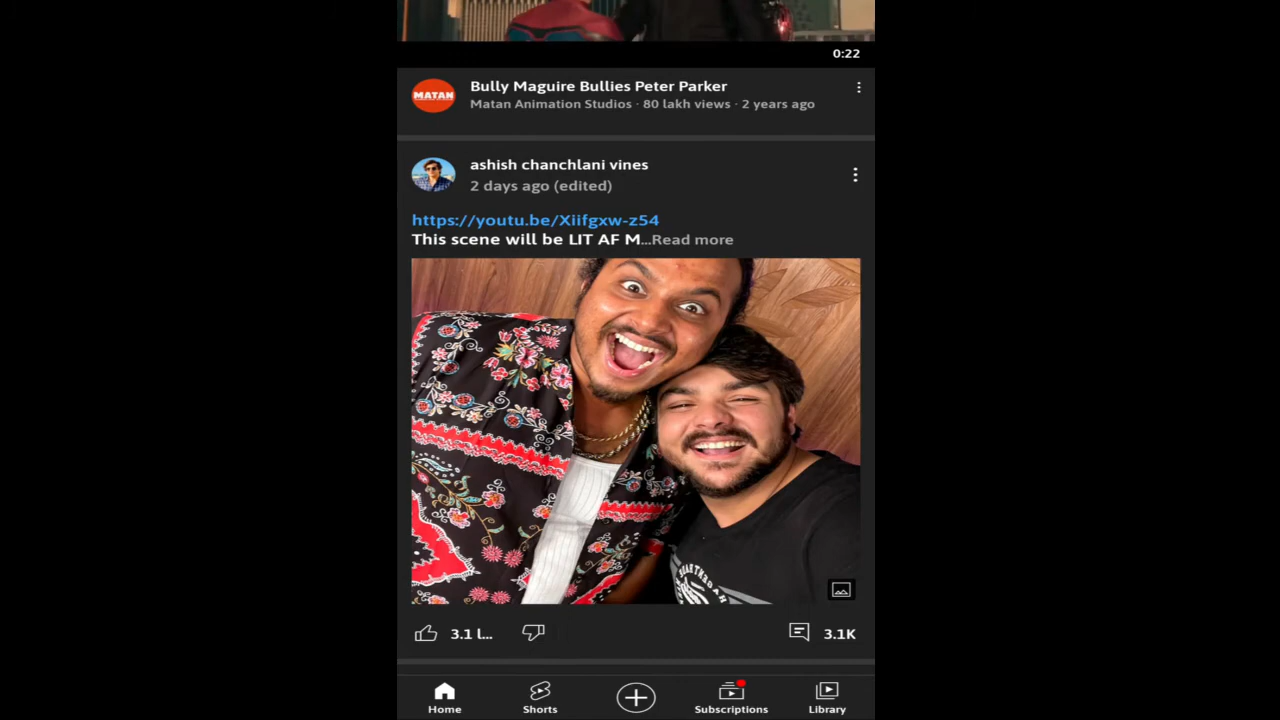 0:22
MATAN
Bully Maguire Bullies Peter Parker
Matan Animation Studios · 80 lakh views · 2 years ago
ashish chanchlani vines
2 days ago (edited)
https://youtu.be/Xiifgxw-z54
This scene will be LIT AF M...Read more
3.1 l...
3.1K
Home
Shorts
Subscriptions
Library